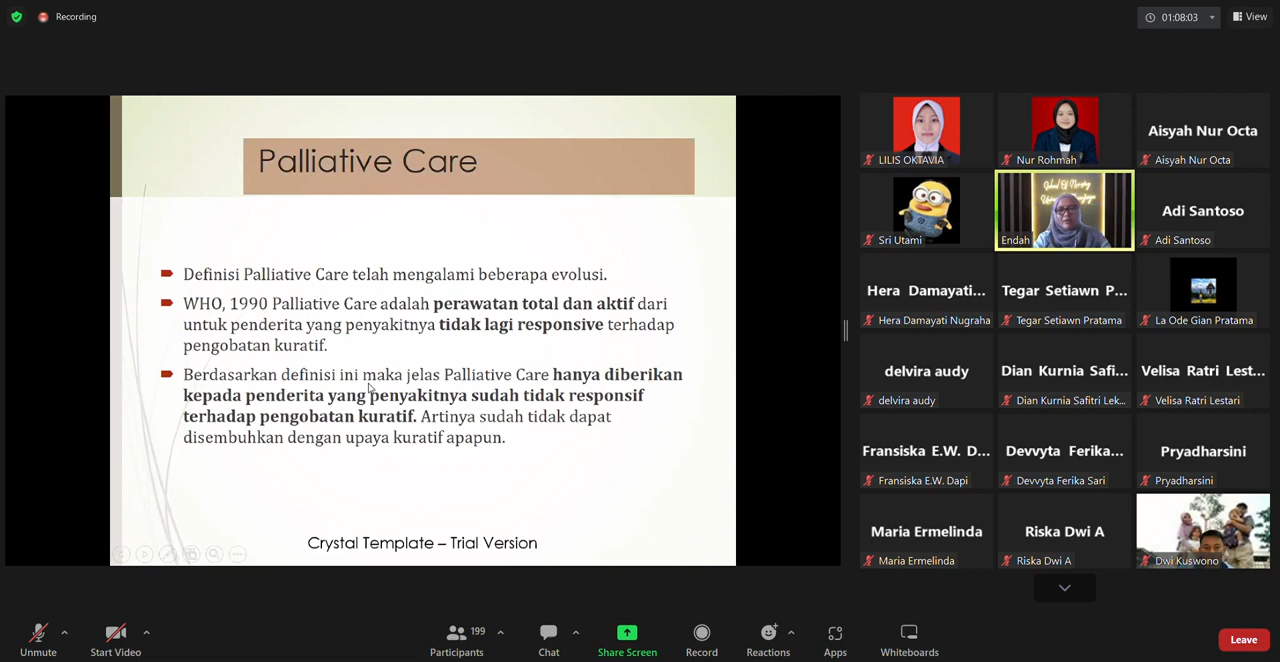 Recording
01:08:03
View
Palliative Care
Definisi Palliative Care telah mengalami beberapa evolusi.
WHO, 1990 Palliative Care adalah perawatan total dan aktif dari
untuk penderita yang penyakitnya tidak lagi responsive terhadap
pengobatan kuratif.
Berdasarkan definisi ini maka jelas Palliative Care hanya diberikan
kepada penderita yang penyakitnya sudah tidak responsif
terhadap pengobatan kuratif. Artinya sudah tidak dapat
disembuhkan dengan upaya kuratif apapun.
Crystal Template – Trial Version
LILIS OKTAVIA
Nur Rohmah
Aisyah Nur Octa
Aisyah Nur Octa
Sri Utami
School Of Nursing
Endah
Adi Santoso
Adi Santoso
Hera Damayati...
Hera Damayati Nugraha
Tegar Setiawn P...
Tegar Setiawn Pratama
La Ode Gian Pratama
delvira audy
delvira audy
Dian Kurnia Safi...
Dian Kurnia Safitri Lek...
Velisa Ratri Lest...
Velisa Ratri Lestari
Fransiska E.W. D...
Fransiska E.W. Dapi
Devvyta Ferika...
Devvyta Ferika Sari
Pryadharsini
Pryadharsini
Maria Ermelinda
Maria Ermelinda
Riska Dwi A
Riska Dwi A
Dwi Kuswono
Unmute
Start Video
199
Participants
Chat
Share Screen
Record
Reactions
Apps
Whiteboards
Leave